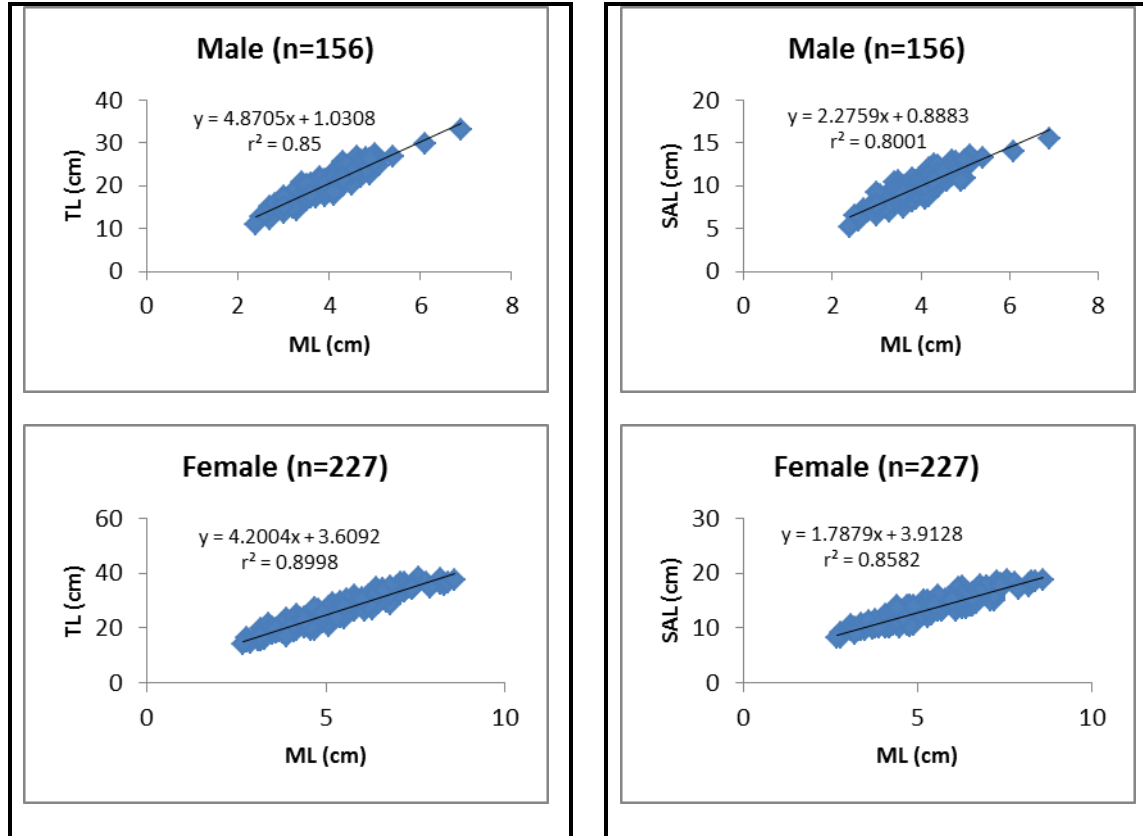 Male (n=156)
y = 4.8705x + 1.0308
r² = 0.85
TL (cm)
40
30
20
10
0
0 2 4 6 8
ML (cm)
Male (n=156)
y = 2.2759x + 0.8883
r² = 0.8001
SAL (cm)
20
15
10
5
0
0 2 4 6 8
ML (cm)
Female (n=227)
y = 4.2004x + 3.6092
r² = 0.8998
TL (cm)
60
40
20
0
0 5 10
ML (cm)
Female (n=227)
y = 1.7879x + 3.9128
r² = 0.8582
SAL (cm)
30
20
10
0
0 5 10
ML (cm)